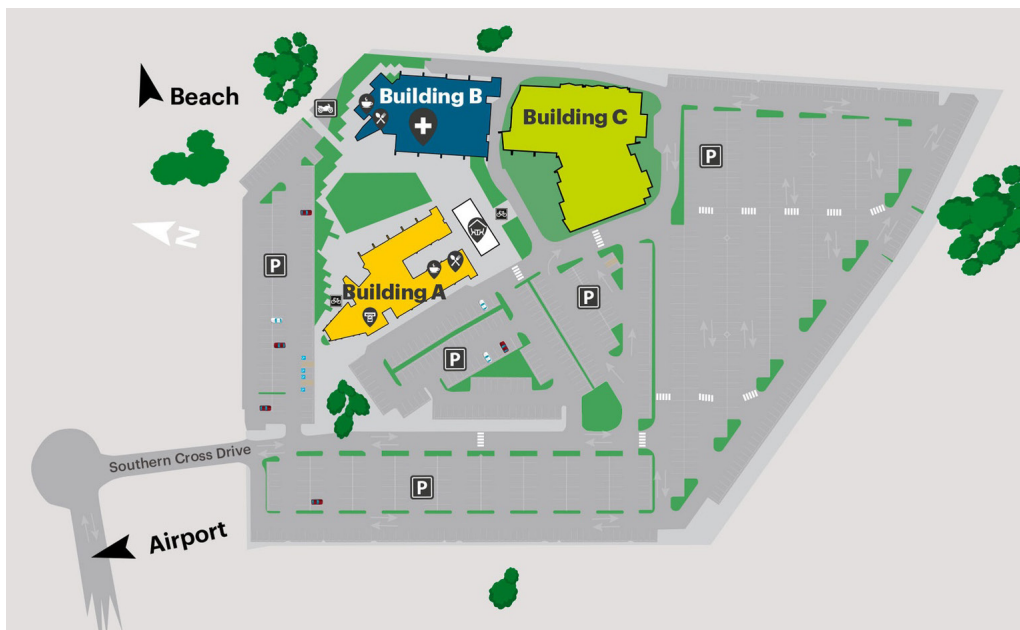 Building B
Beach
Building C
P
N
P
Building A
P
P
Southern Cross Drive
P
Airport